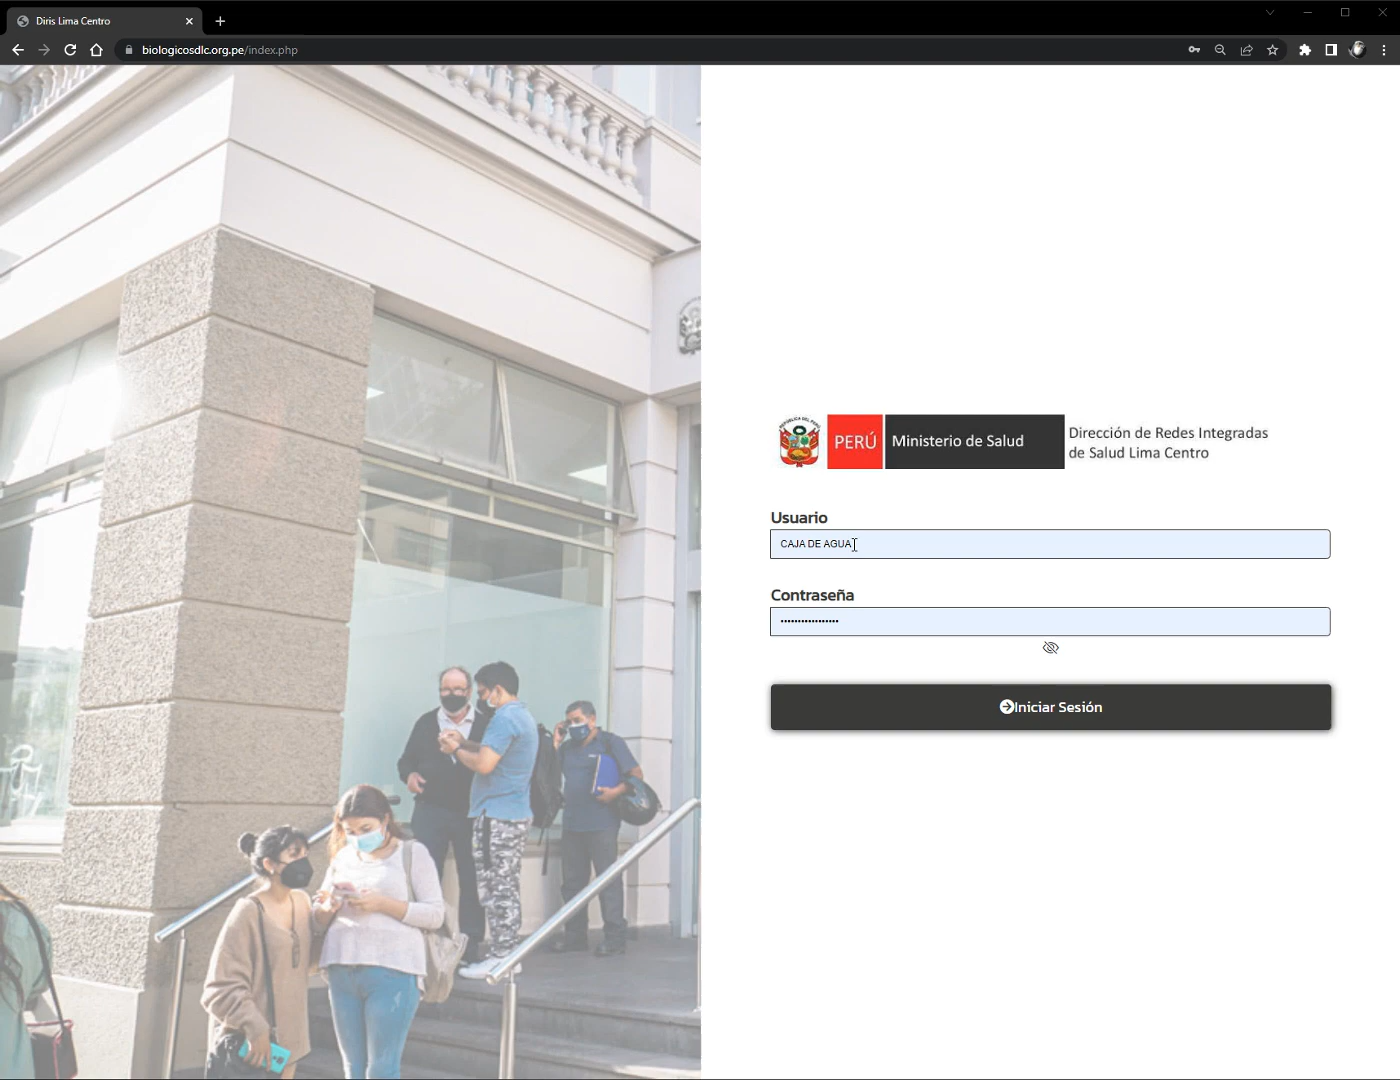 Diris Lima Centro
biologicosdlc.org.pe/index.php
PERÚ
Ministerio de Salud
Dirección de Redes Integradas
de Salud Lima Centro
Usuario
CAJA DE AGUA
Contraseña
•••••••••••••••••
Iniciar Sesión